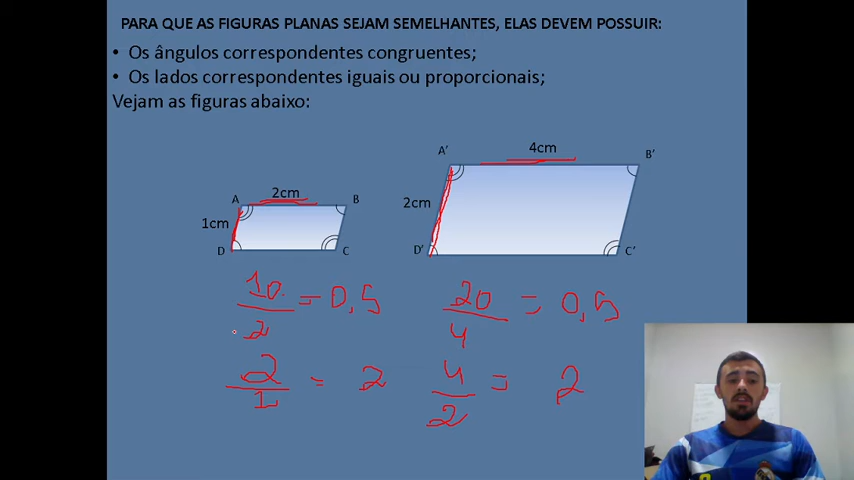 PARA QUE AS FIGURAS PLANAS SEJAM SEMELHANTES, ELAS DEVEM POSSUIR:
• Os ângulos correspondentes congruentes;
• Os lados correspondentes iguais ou proporcionais;
Vejam as figuras abaixo:
A' 4cm B'
A 2cm B 2cm
1cm
D C D' C'
10/2 = 0,5 20/4 = 0,5
2/1 = 2 4/2 = 2